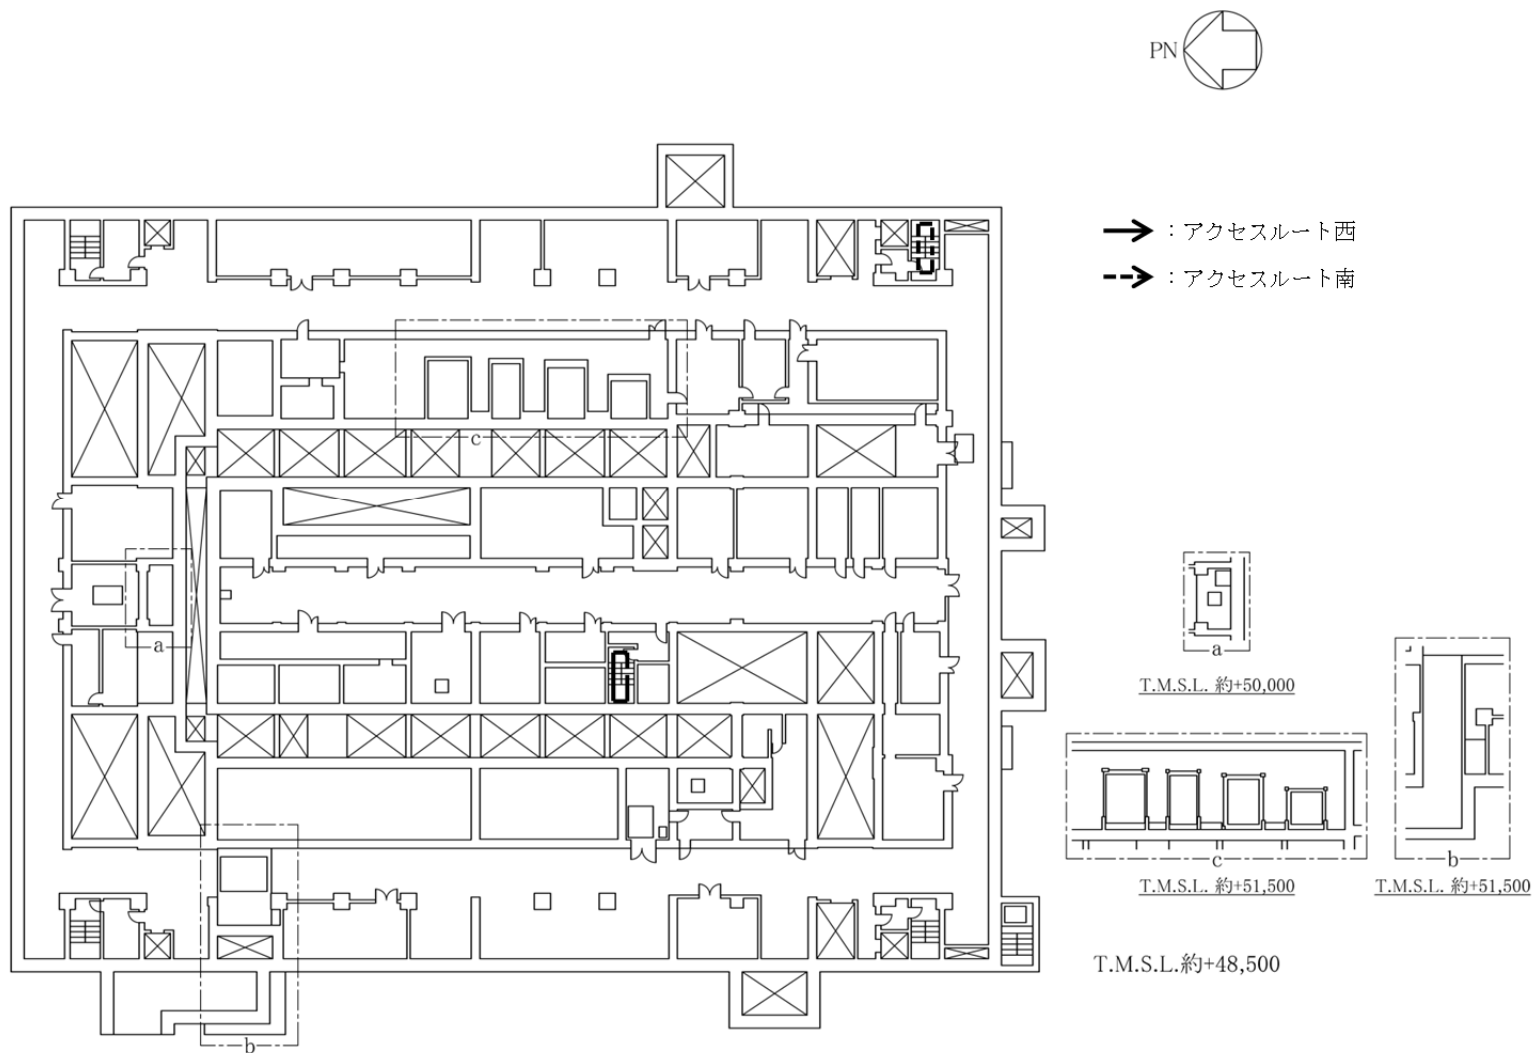 PN
：アクセスルート西
：アクセスルート南
c
a
a
T.M.S.L. 約+50,000
c
T.M.S.L. 約+51,500
b
T.M.S.L. 約+51,500
T.M.S.L.約+48,500
b